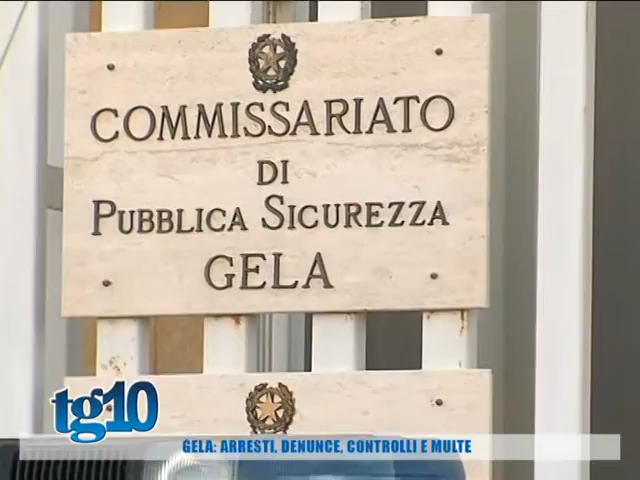 COMMISSARIATO
DI
PUBBLICA SICUREZZA
GELA
tg10
GELA: ARRESTI, DENUNCE, CONTROLLI E MULTE